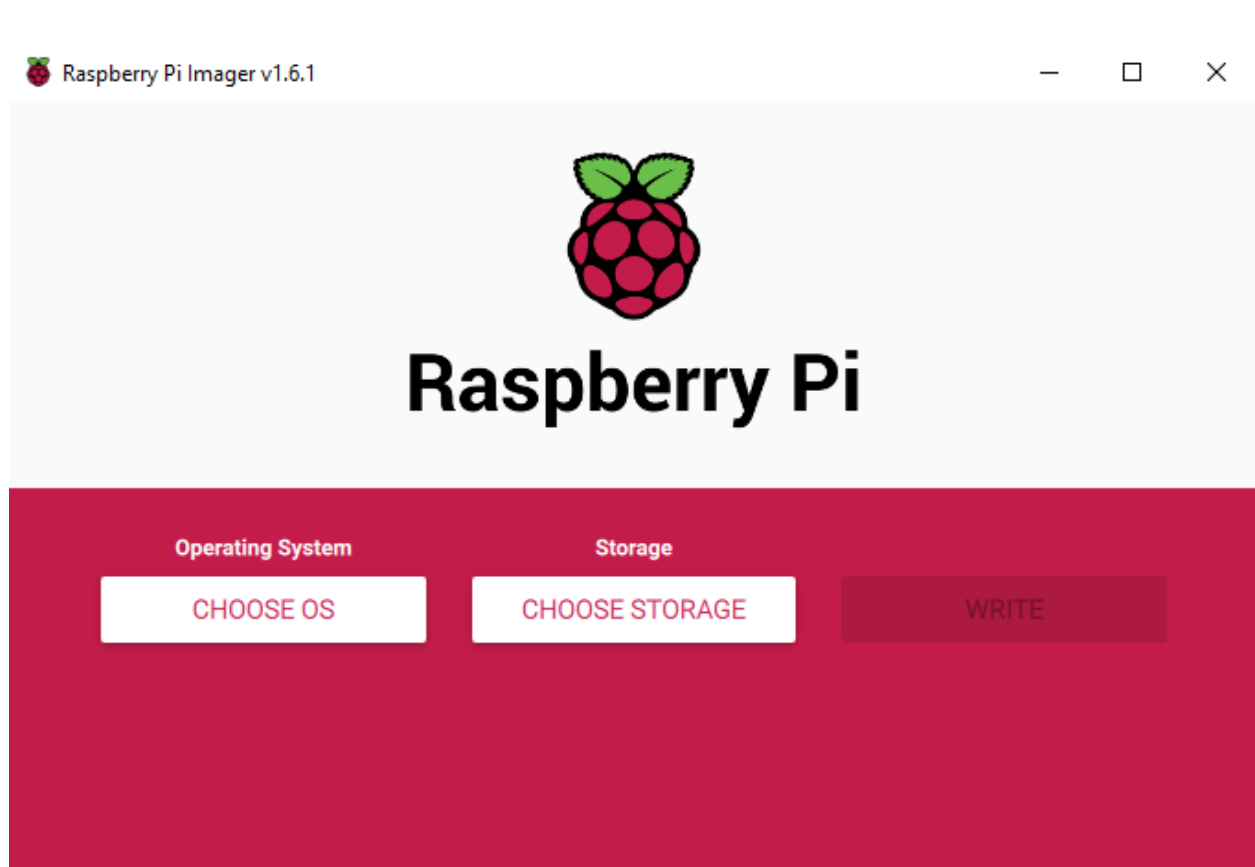 Raspberry Pi Imager v1.6.1
Raspberry Pi
Operating System
Storage
CHOOSE OS
CHOOSE STORAGE
WRITE